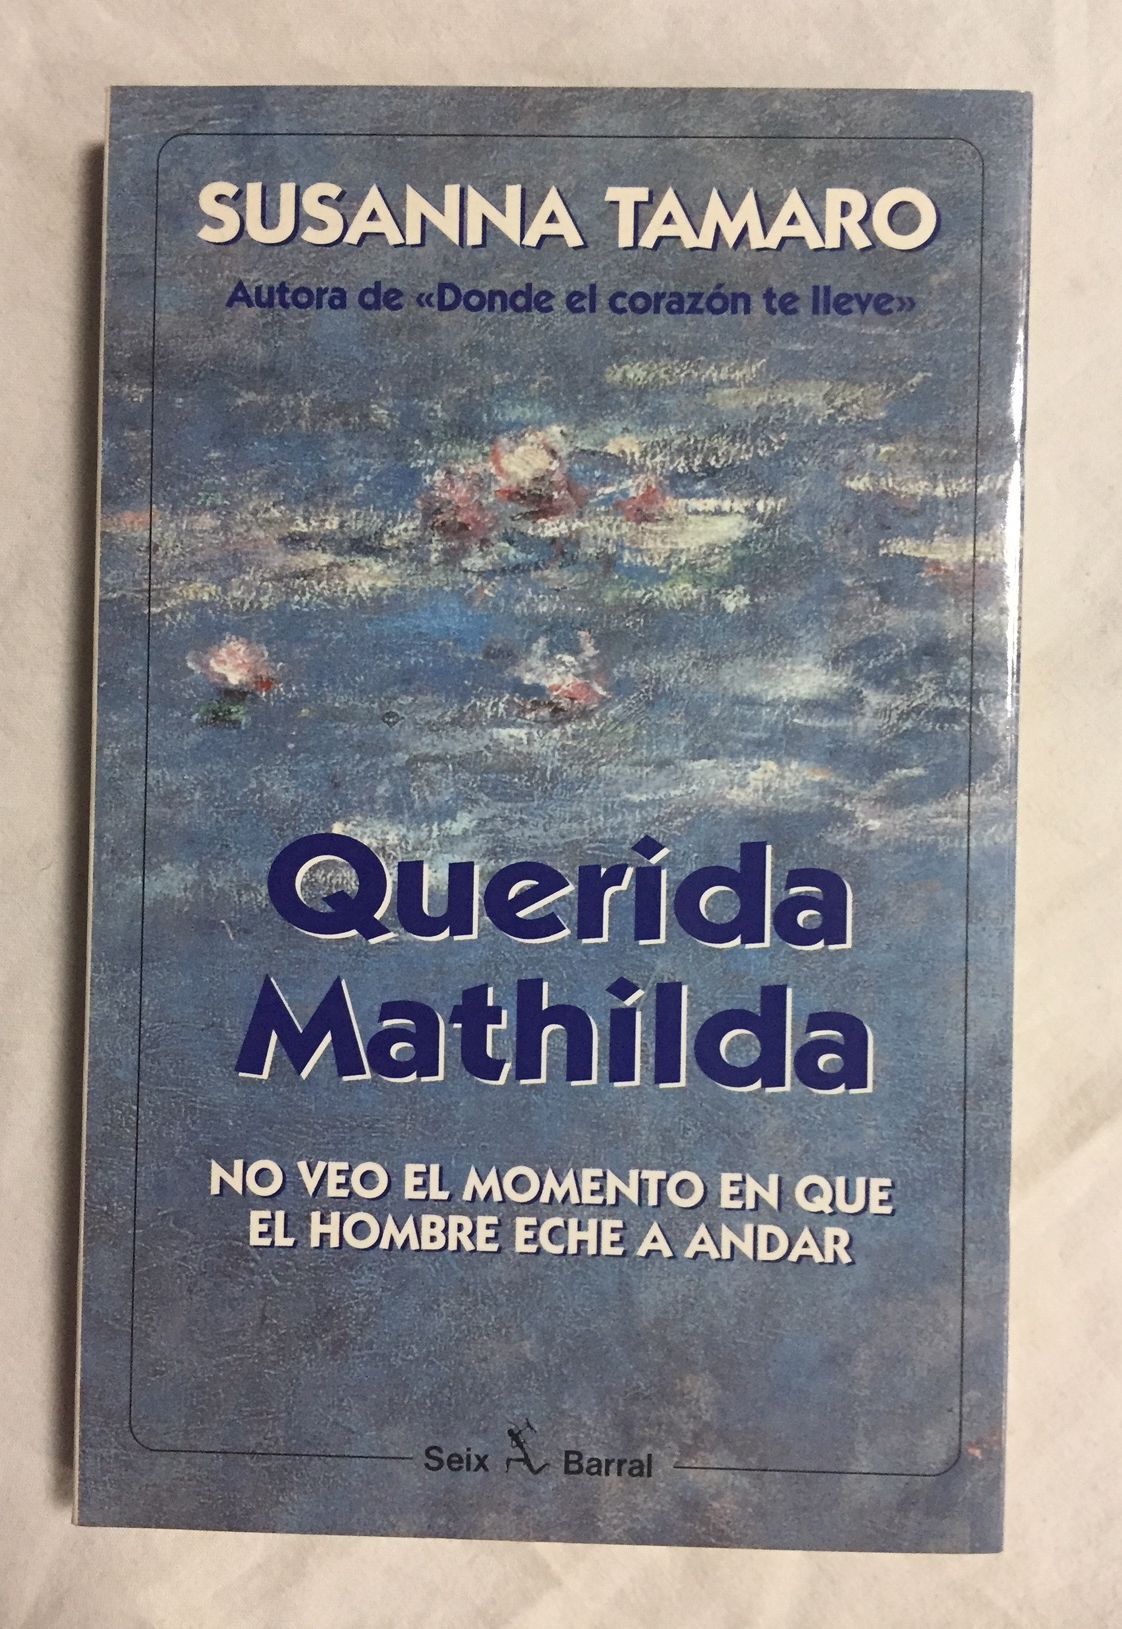 SUSANNA TAMARO
Autora de «Donde el corazón te lleve»
Querida
Mathilda
NO VEO EL MOMENTO EN QUE
EL HOMBRE ECHE A ANDAR
Seix Barral